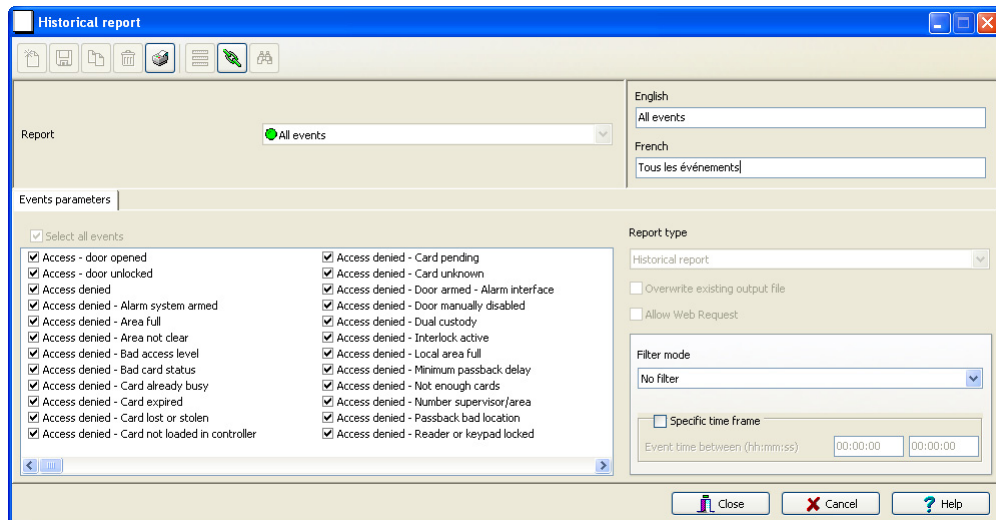 Historical report
English
All events
Report
All events
French
Tous les événements
Events parameters
Select all events
Access - door opened
Access - door unlocked
Access denied
Access denied - Alarm system armed
Access denied - Area full
Access denied - Area not clear
Access denied - Bad access level
Access denied - Bad card status
Access denied - Card already busy
Access denied - Card expired
Access denied - Card lost or stolen
Access denied - Card not loaded in controller
Access denied - Card pending
Access denied - Card unknown
Access denied - Door armed - Alarm interface
Access denied - Door manually disabled
Access denied - Dual custody
Access denied - Interlock active
Access denied - Local area full
Access denied - Minimum passback delay
Access denied - Not enough cards
Access denied - Number supervisor/area
Access denied - Passback bad location
Access denied - Reader or keypad locked
Report type
Historical report
Overwrite existing output file
Allow Web Request
Filter mode
No filter
Specific time frame
Event time between (hh:mm:ss) 00:00:00 00:00:00
Close Cancel Help